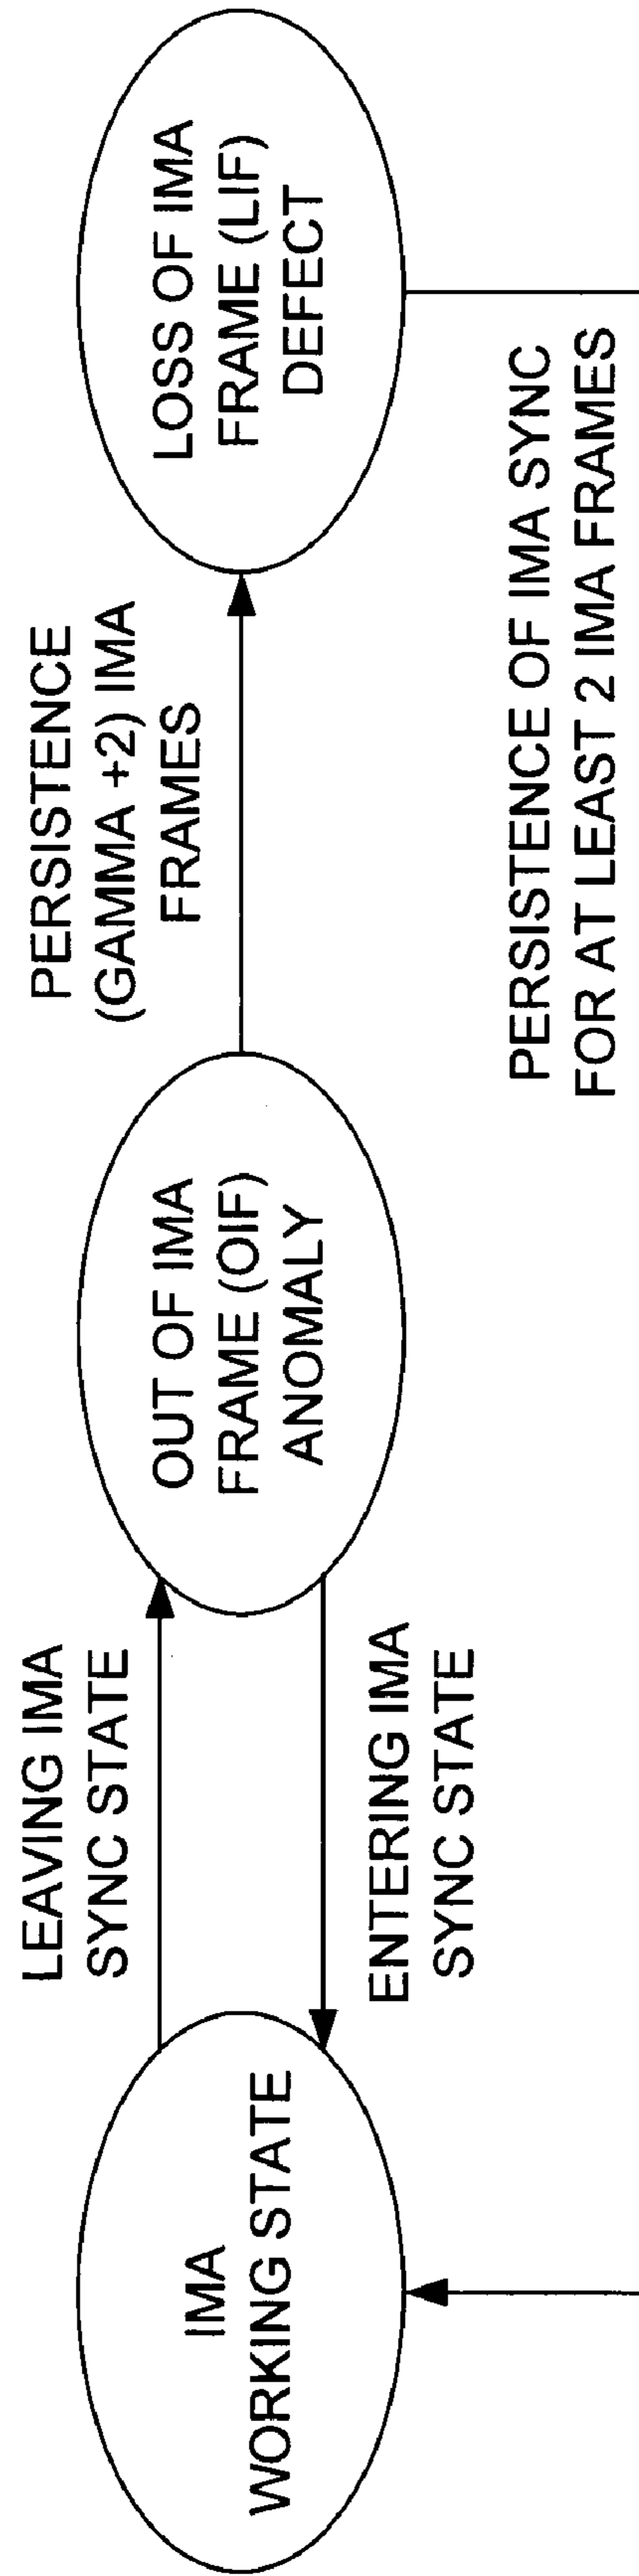 IMA
WORKING STATE
LEAVING IMA
SYNC STATE
ENTERING IMA
SYNC STATE
OUT OF IMA
FRAME (OIF)
ANOMALY
PERSISTENCE
(GAMMA +2) IMA
FRAMES
LOSS OF IMA
FRAME (LIF)
DEFECT
PERSISTENCE OF IMA SYNC
FOR AT LEAST 2 IMA FRAMES